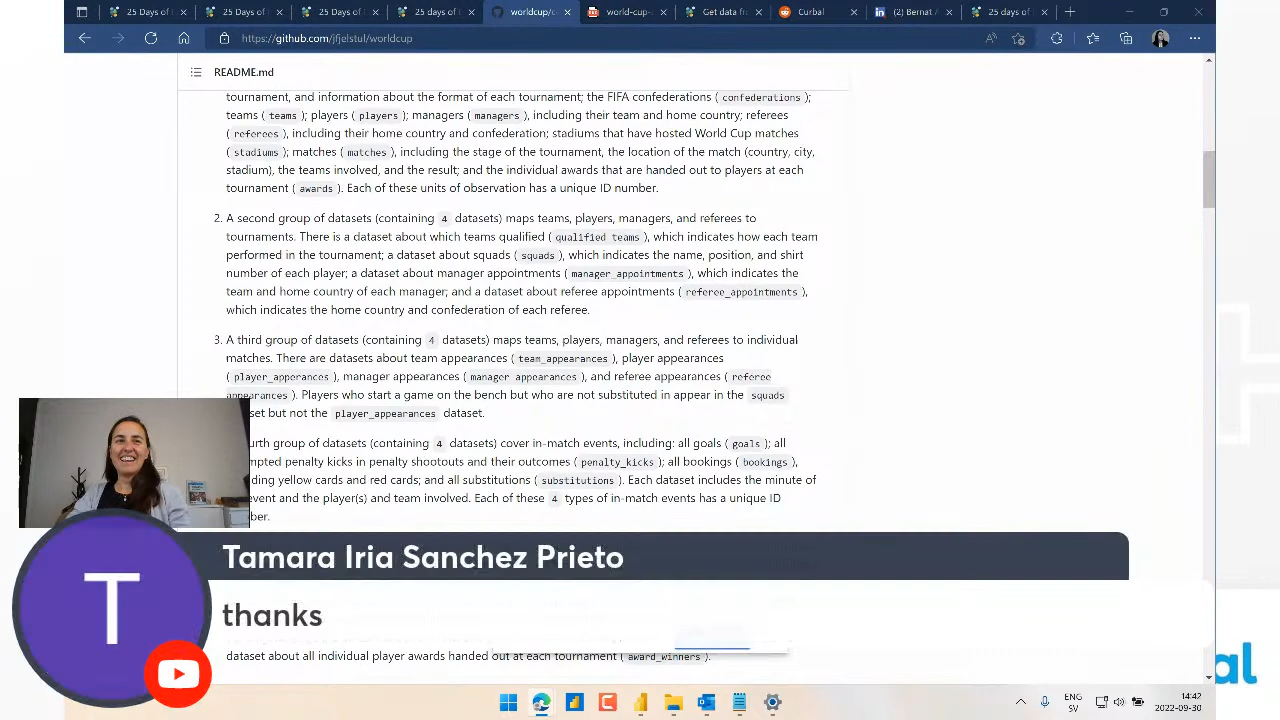 25 Days of
25 Days of
25 Days of
25 days of
worldcup/
world-cup-
Get data fr
Curbal
(2) Bernat A
25 days of
https://github.com/jfjelstul/worldcup
README.md
tournament, and information about the format of each tournament; the FIFA confederations ( confederations );
teams ( teams ); players ( players ); managers ( managers ), including their team and home country; referees
( referees ), including their home country and confederation; stadiums that have hosted World Cup matches
( stadiums ); matches ( matches ), including the stage of the tournament, the location of the match (country, city,
stadium), the teams involved, and the result; and the individual awards that are handed out to players at each
tournament ( awards ). Each of these units of observation has a unique ID number.
2. A second group of datasets (containing 4 datasets) maps teams, players, managers, and referees to
tournaments. There is a dataset about which teams qualified ( qualified teams ), which indicates how each team
performed in the tournament; a dataset about squads ( squads ), which indicates the name, position, and shirt
number of each player; a dataset about manager appointments ( manager_appointments ), which indicates the
team and home country of each manager; and a dataset about referee appointments ( referee_appointments ),
which indicates the home country and confederation of each referee.
3. A third group of datasets (containing 4 datasets) maps teams, players, managers, and referees to individual
matches. There are datasets about team appearances ( team_appearances ), player appearances
( player_apperances ), manager appearances ( manager appearances ), and referee appearances ( referee
appearances ). Players who start a game on the bench but who are not substituted in appear in the squads
set but not the player_appearances dataset.
urth group of datasets (containing 4 datasets) cover in-match events, including: all goals ( goals ); all
mpted penalty kicks in penalty shootouts and their outcomes ( penalty_kicks ); all bookings ( bookings ),
ding yellow cards and red cards; and all substitutions ( substitutions ). Each dataset includes the minute of
event and the player(s) and team involved. Each of these 4 types of in-match events has a unique ID
ber.
Tamara Iria Sanchez Prieto
T
thanks
dataset about all individual player awards handed out at each tournament ( award_winners ).
al
ENG
SV
14:42
2022-09-30